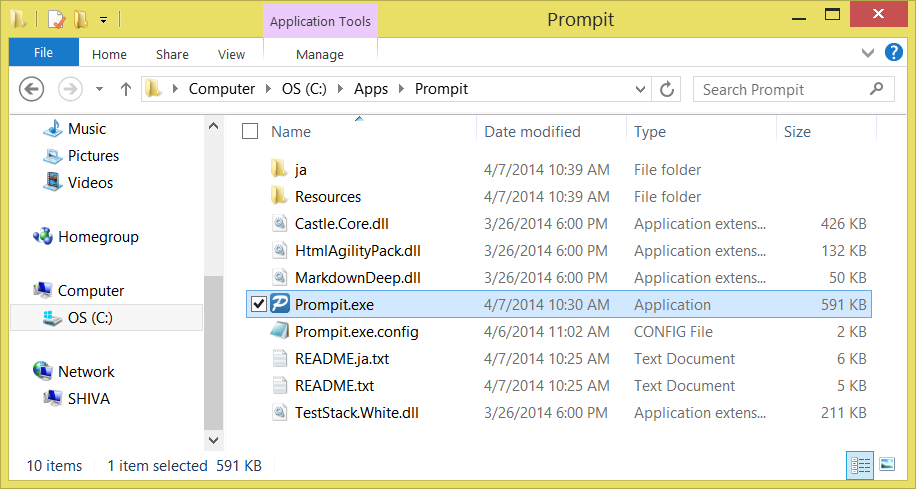 Application Tools
Prompit
File Home Share View Manage
Computer OS (C:) Apps Prompit Search Prompit
Music
Pictures
Videos
Homegroup
Computer
OS (C:)
Network
SHIVA
Name Date modified Type Size
ja 4/7/2014 10:39 AM File folder
Resources 4/7/2014 10:39 AM File folder
Castle.Core.dll 3/26/2014 6:00 PM Application extens... 426 KB
HtmlAgilityPack.dll 3/26/2014 6:00 PM Application extens... 132 KB
MarkdownDeep.dll 3/26/2014 6:00 PM Application extens... 50 KB
Prompit.exe 4/7/2014 10:30 AM Application 591 KB
Prompit.exe.config 4/6/2014 11:02 AM CONFIG File 2 KB
README.ja.txt 4/7/2014 10:25 AM Text Document 6 KB
README.txt 4/7/2014 10:25 AM Text Document 5 KB
TestStack.White.dll 3/26/2014 6:00 PM Application extens... 211 KB
10 items 1 item selected 591 KB